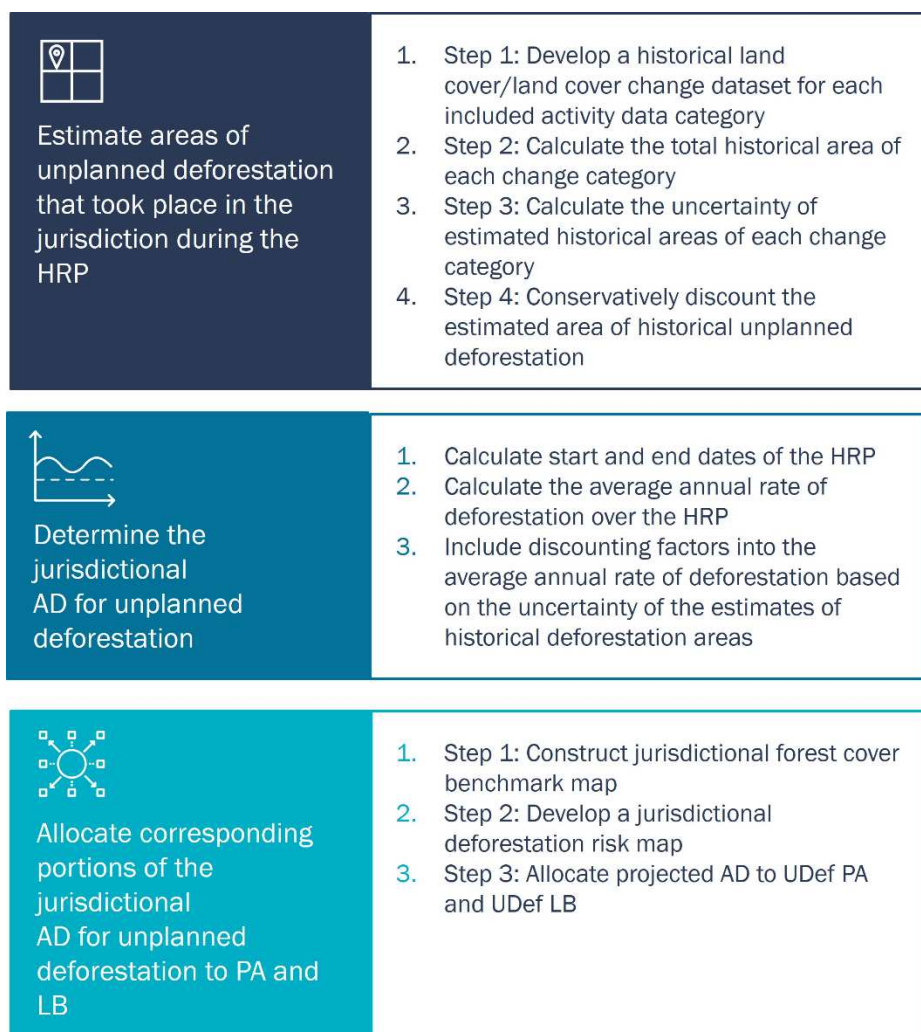 Estimate areas of
unplanned deforestation
that took place in the
jurisdiction during the
HRP
1. Step 1: Develop a historical land
cover/land cover change dataset for each
included activity data category
2. Step 2: Calculate the total historical area of
each change category
3. Step 3: Calculate the uncertainty of
estimated historical areas of each change
category
4. Step 4: Conservatively discount the
estimated area of historical unplanned
deforestation
Determine the
jurisdictional
AD for unplanned
deforestation
1. Calculate start and end dates of the HRP
2. Calculate the average annual rate of
deforestation over the HRP
3. Include discounting factors into the
average annual rate of deforestation based
on the uncertainty of the estimates of
historical deforestation areas
Allocate corresponding
portions of the
jurisdictional
AD for unplanned
deforestation to PA and
LB
1. Step 1: Construct jurisdictional forest cover
benchmark map
2. Step 2: Develop a jurisdictional
deforestation risk map
3. Step 3: Allocate projected AD to UDef PA
and UDef LB